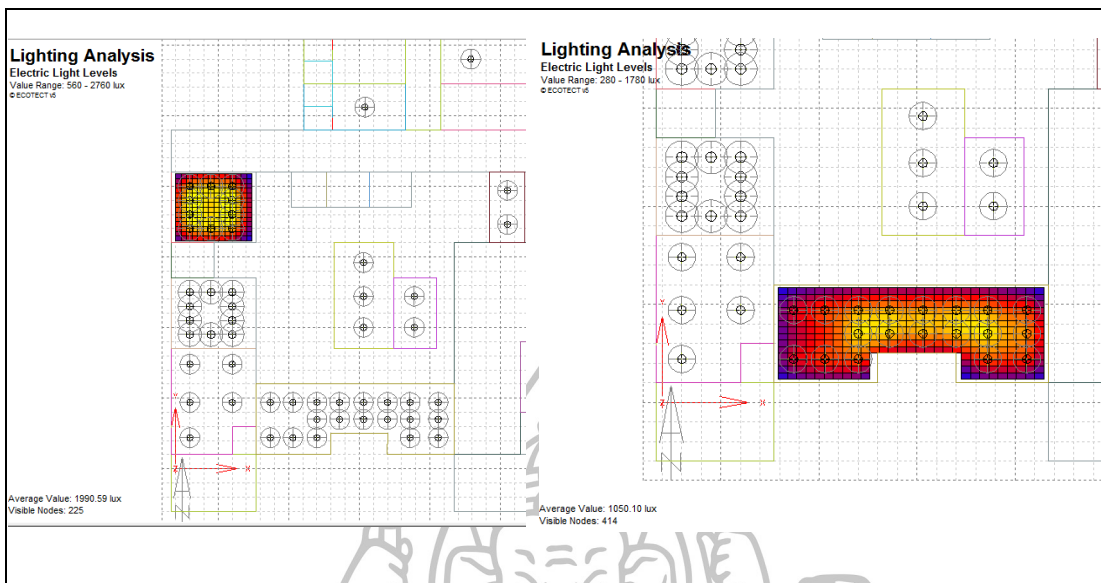 Lighting Analysis
Electric Light Levels
Value Range: 560 - 2760 lux
© ECOTECT v5
Y
Z
X
N
Average Value: 1990.59 lux
Visible Nodes: 225
Lighting Analysis
Electric Light Levels
Value Range: 280 - 1780 lux
© ECOTECT v5
Y
Z
X
N
Average Value: 1050.10 lux
Visible Nodes: 414